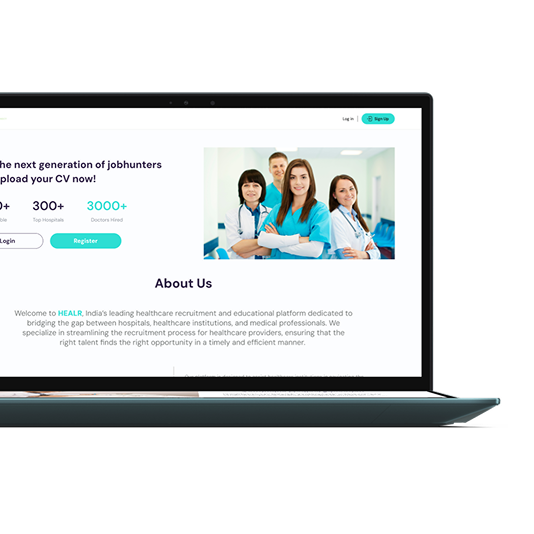 Log in
Sign Up
he next generation of jobhunters
pload your CV now!
0+
300+
3000+
Top Hospitals
Doctors Hired
Login
Register
About Us
Welcome to HEALR, India's leading healthcare recruitment and educational platform dedicated to
bridging the gap between hospitals, healthcare institutions, and medical professionals. We
specialize in streamlining the recruitment process for healthcare providers, ensuring that the
right talent finds the right opportunity in a timely and efficient manner.